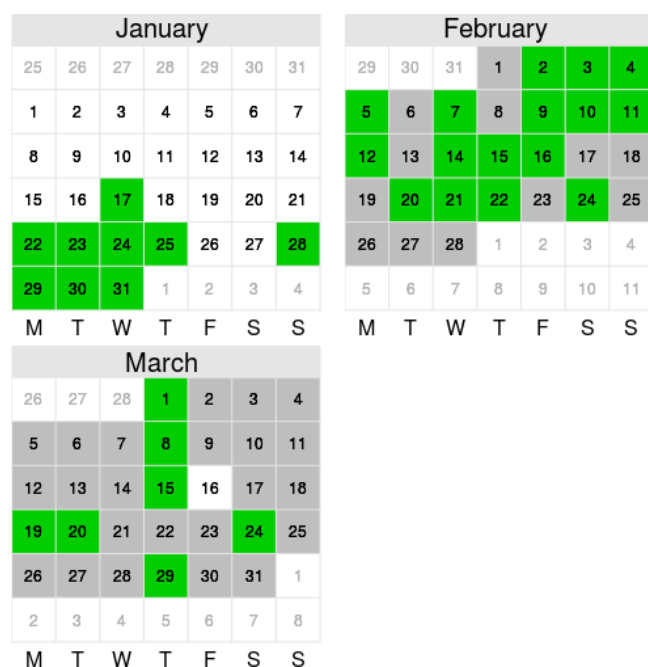 January
25 26 27 28 29 30 31
1 2 3 4 5 6 7
8 9 10 11 12 13 14
15 16 17 18 19 20 21
22 23 24 25 26 27 28
29 30 31 1 2 3 4
M T W T F S S
February
29 30 31 1 2 3 4
5 6 7 8 9 10 11
12 13 14 15 16 17 18
19 20 21 22 23 24 25
26 27 28 1 2 3 4
5 6 7 8 9 10 11
M T W T F S S
March
26 27 28 1 2 3 4
5 6 7 8 9 10 11
12 13 14 15 16 17 18
19 20 21 22 23 24 25
26 27 28 29 30 31 1
2 3 4 5 6 7 8
M T W T F S S